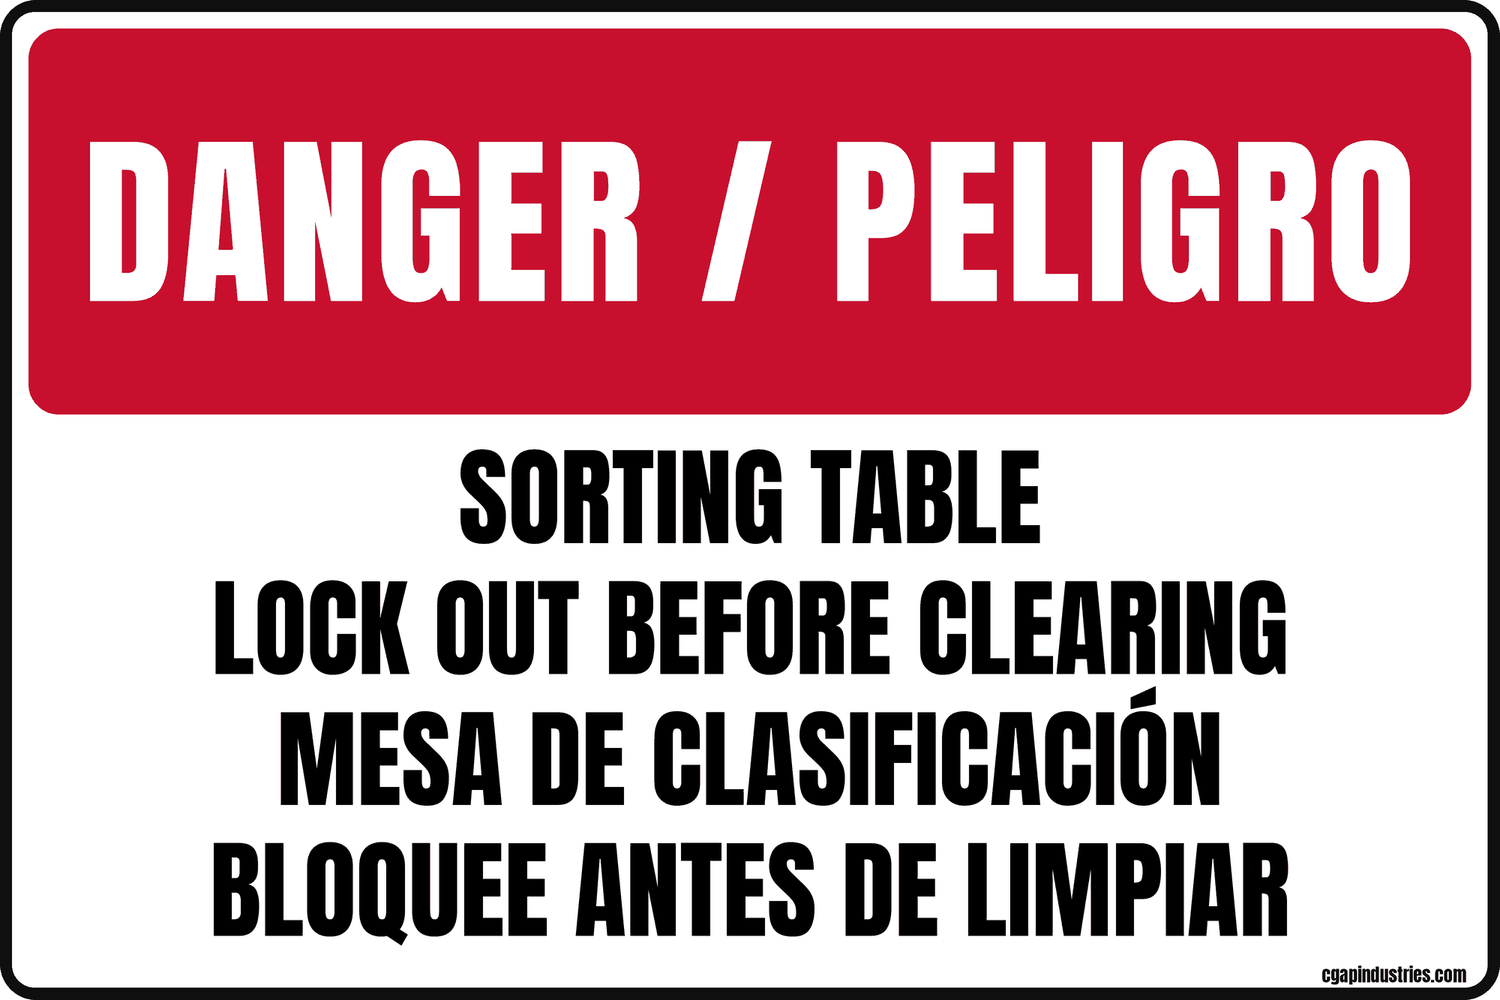 DANGER / PELIGRO
SORTING TABLE
LOCK OUT BEFORE CLEARING
MESA DE CLASIFICACIÓN
BLOQUEE ANTES DE LIMPIAR
cgapindustries.com